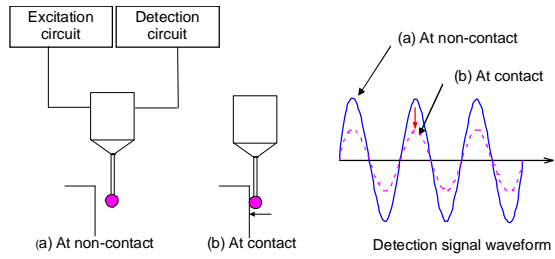 Excitation
circuit
Detection
circuit
(a) At non-contact
(b) At contact
(a) At non-contact
(b) At contact
Detection signal waveform